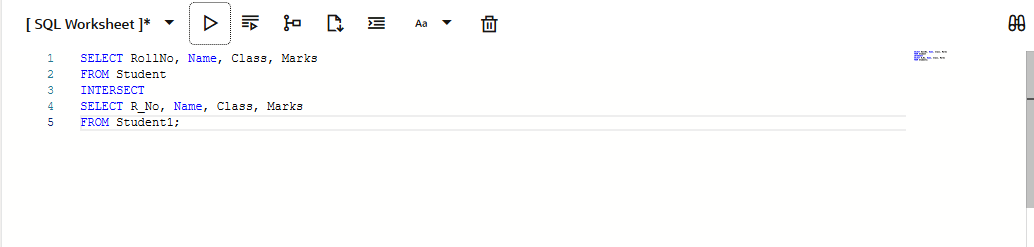 [ SQL Worksheet ]* Aa
1 SELECT RollNo, Name, Class, Marks
2 FROM Student
3 INTERSECT
4 SELECT R_No, Name, Class, Marks
5 FROM Student1;